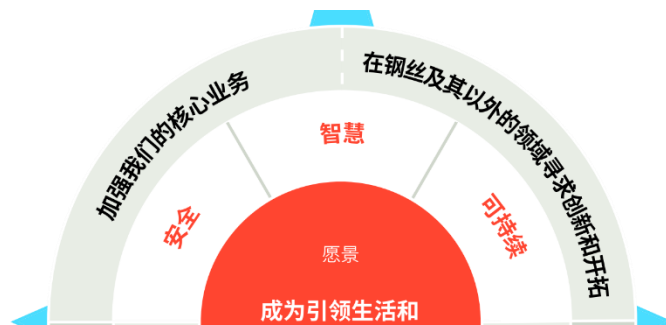 加强我们的核心业务
在钢丝及其以外的领域寻求创新和开拓
智慧
安全
可持续
愿景
成为引领生活和